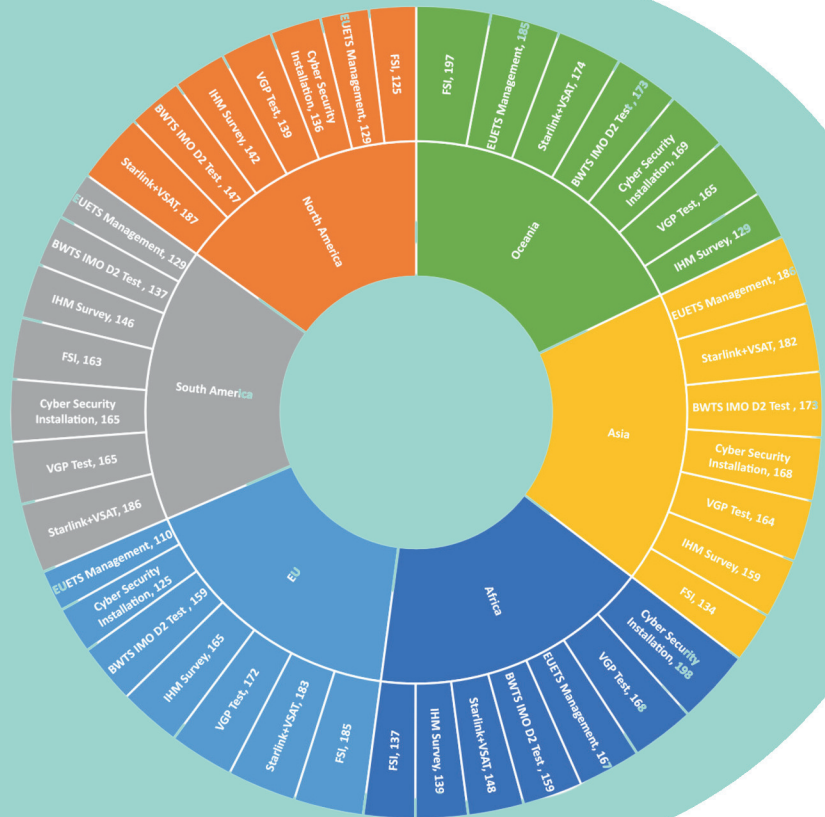 Oceania
FSI, 197
EUETS Management, 185
Starlink+VSAT, 174
BWTS IMO D2 Test , 173
Cyber Security
Installation, 169
VGP Test, 165
IHM Survey, 129
Asia
EUETS Management, 188
Starlink+VSAT, 182
BWTS IMO D2 Test , 175
Cyber Security
Installation, 168
VGP Test, 164
IHM Survey, 159
FSI, 134
Africa
Cyber Security
Installation, 198
VGP Test, 168
EUETS Management, 167
BWTS IMO D2 Test , 159
Starlink+VSAT, 148
IHM Survey, 139
FSI, 137
EU
FSI, 185
Starlink+VSAT, 183
VGP Test, 172
IHM Survey, 165
BWTS IMO D2 Test , 159
Cyber Security
Installation, 125
EUETS Management, 110
South America
Starlink+VSAT, 186
VGP Test, 165
Cyber Security
Installation, 165
FSI, 163
IHM Survey, 146
BWTS IMO D2 Test , 137
EUETS Management, 129
North America
Starlink+VSAT, 187
BWTS IMO D2 Test , 147
IHM Survey, 142
VGP Test, 139
Cyber Security
Installation, 136
EUETS Management, 129
FSI, 125